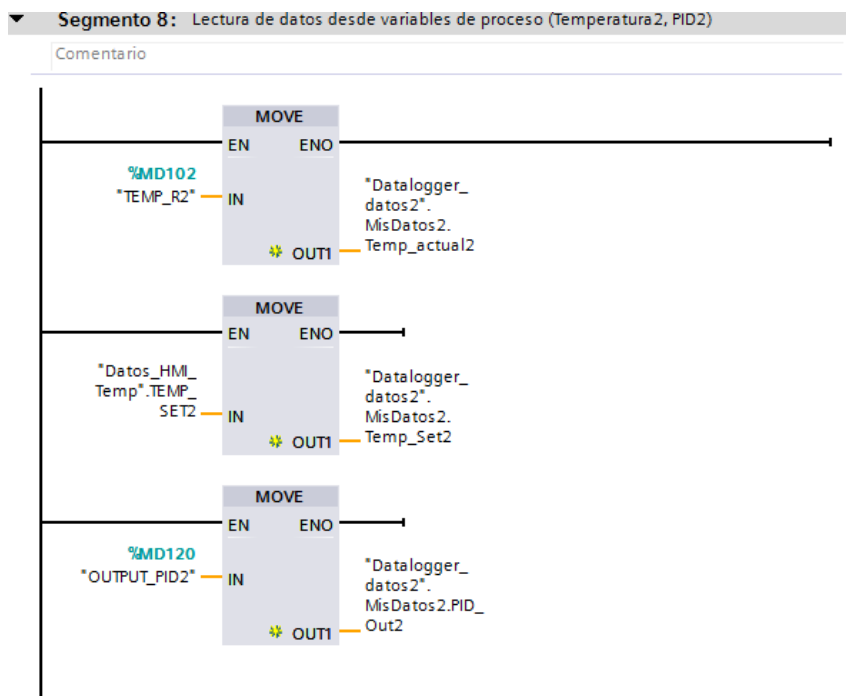 Segmento 8: Lectura de datos desde variables de proceso (Temperatura2, PID2)
Comentario
MOVE
EN ENO
%MD102
"TEMP_R2" IN
"Datalogger_
datos2".
MisDatos2.
Temp_actual2
OUT1
MOVE
EN ENO
"Datos_HMI_
Temp".TEMP_
SET2 IN
"Datalogger_
datos2".
MisDatos2.
Temp_Set2
OUT1
MOVE
EN ENO
%MD120
"OUTPUT_PID2" IN
"Datalogger_
datos2".
MisDatos2.PID_
Out2
OUT1